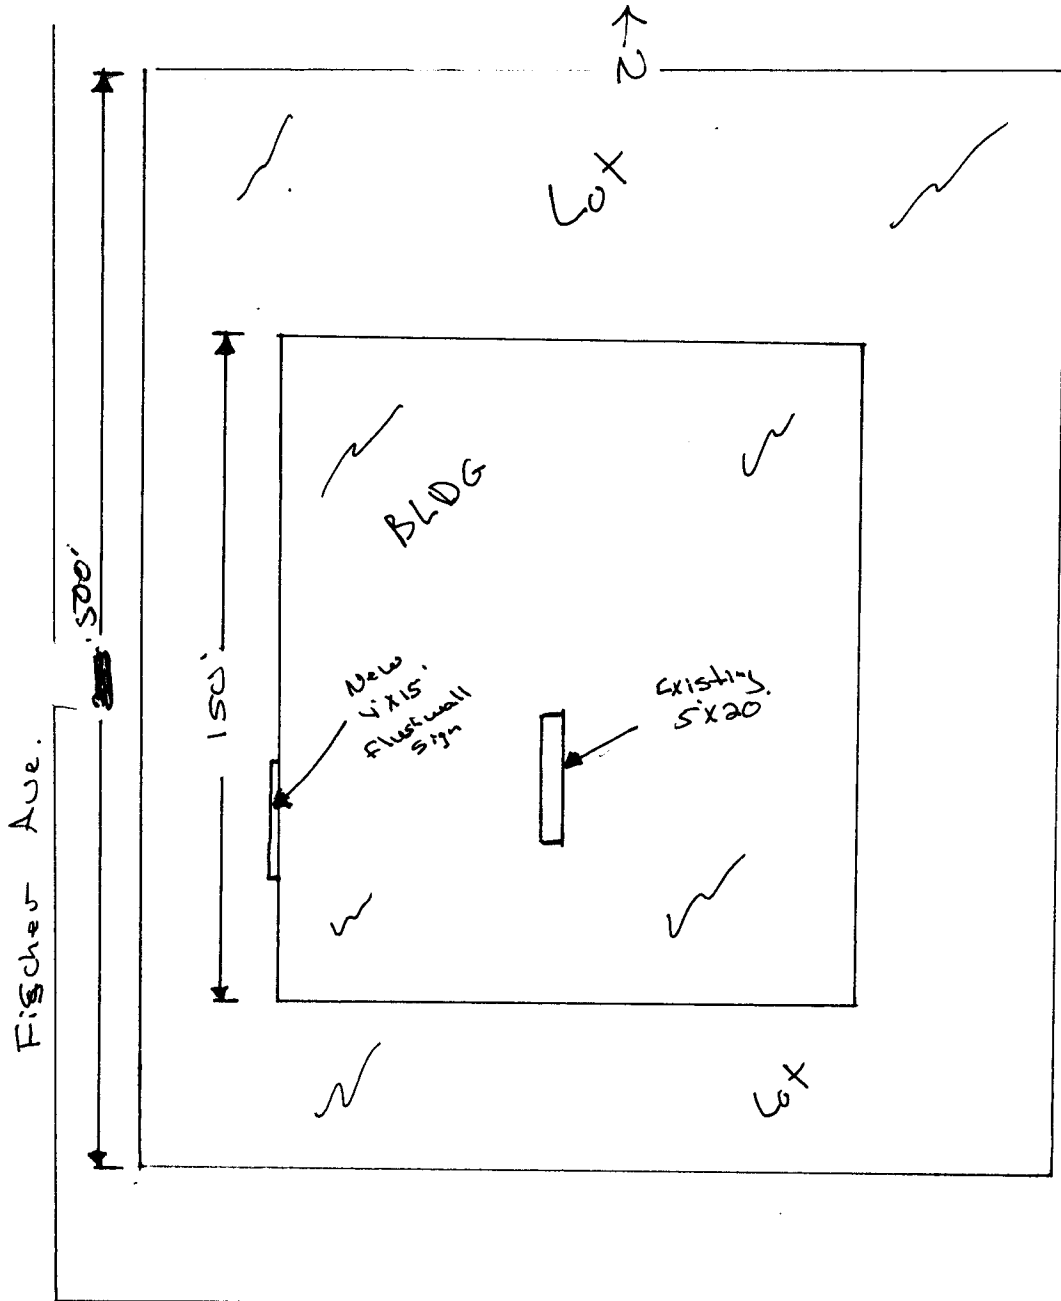 N
Lot
500'
150'
BLDG
New
4'X15'
flush wall
sign
Existing
5'X20'
Fischer Ave.
Lot